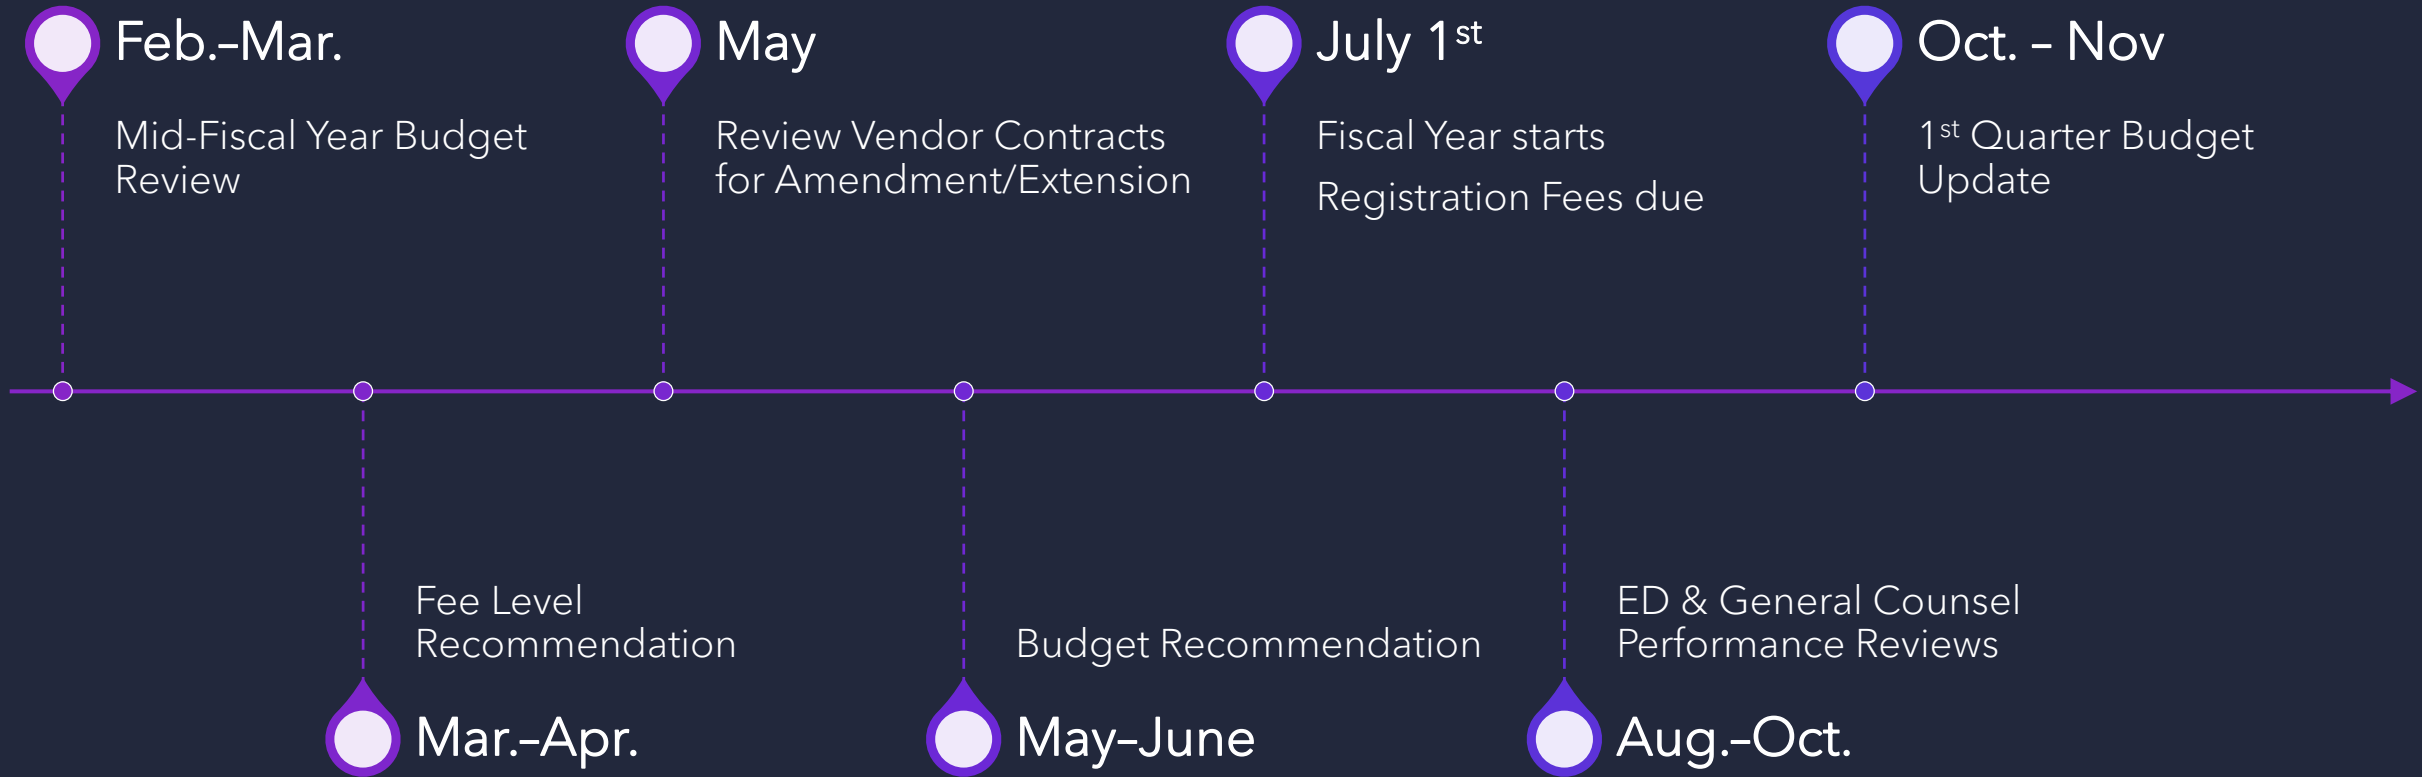 Feb.–Mar.
Mid-Fiscal Year Budget
Review
May
Review Vendor Contracts
for Amendment/Extension
July 1st
Fiscal Year starts
Registration Fees due
Oct. – Nov
1st Quarter Budget
Update
Fee Level
Recommendation
Mar.–Apr.
Budget Recommendation
May–June
ED & General Counsel
Performance Reviews
Aug.–Oct.